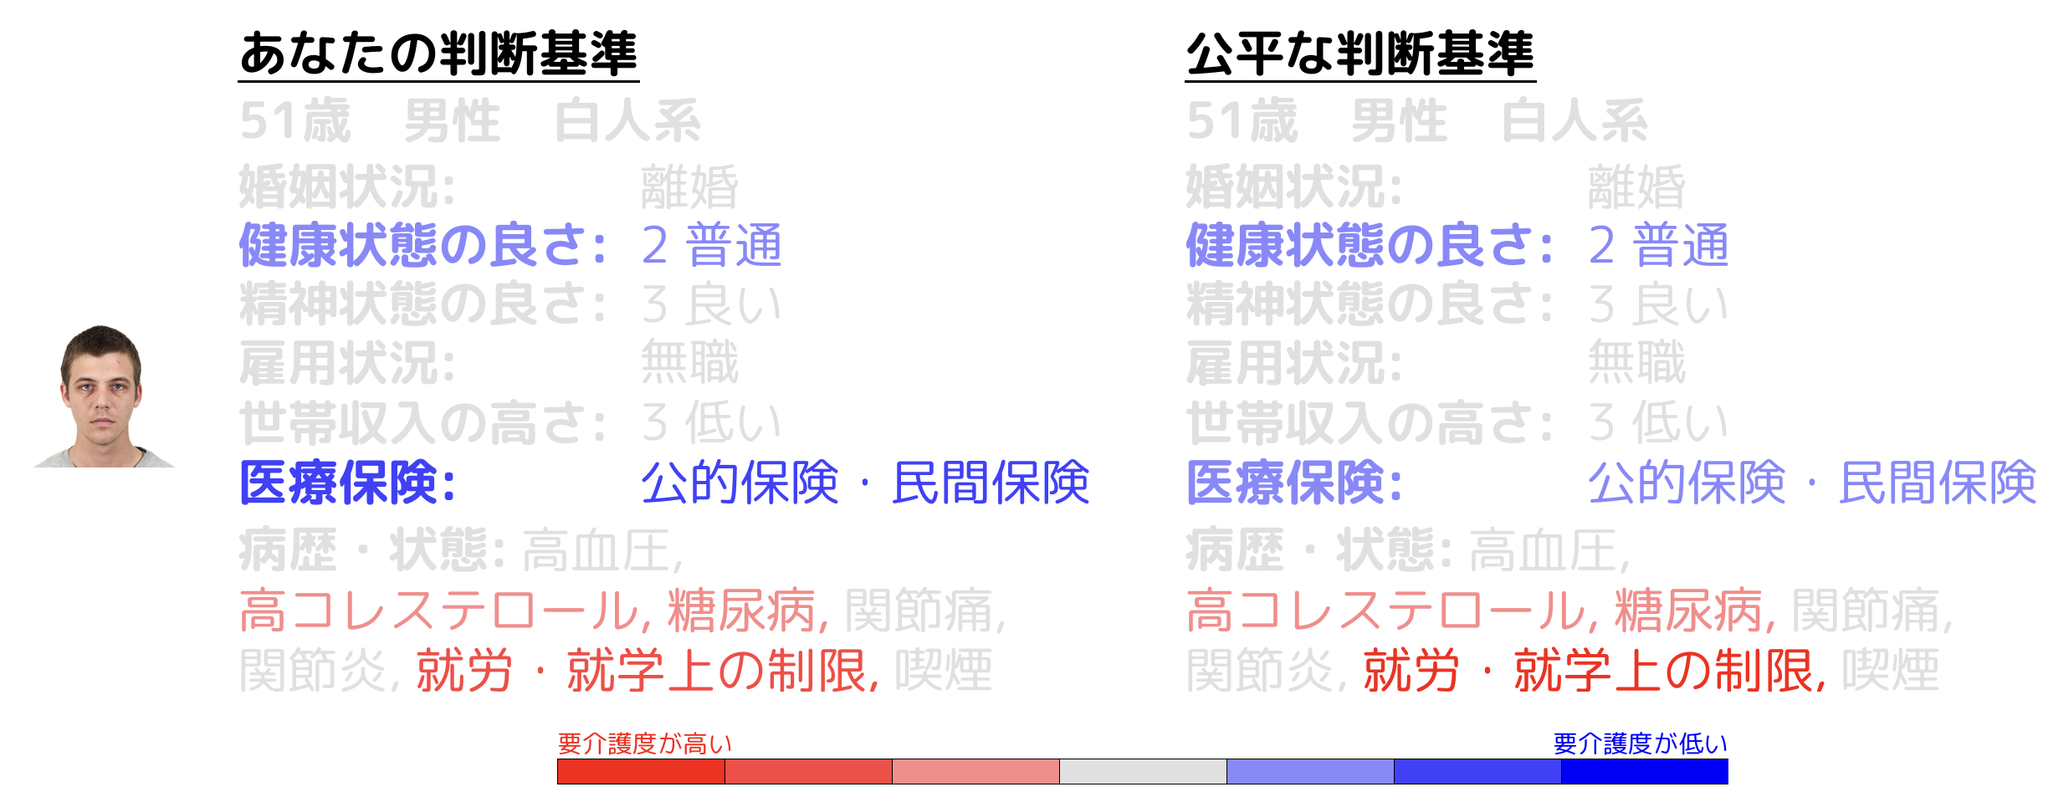 あなたの判断基準
51歳 男性 白人系
婚姻状況: 離婚
健康状態の良さ: 2 普通
精神状態の良さ: 3 良い
雇用状況: 無職
世帯収入の高さ: 3 低い
医療保険: 公的保険・民間保険
病歴・状態: 高血圧,
高コレステロール, 糖尿病, 関節痛,
関節炎, 就労・就学上の制限, 喫煙
公平な判断基準
51歳 男性 白人系
婚姻状況: 離婚
健康状態の良さ: 2 普通
精神状態の良さ: 3 良い
雇用状況: 無職
世帯収入の高さ: 3 低い
医療保険: 公的保険・民間保険
病歴・状態: 高血圧,
高コレステロール, 糖尿病, 関節痛,
関節炎, 就労・就学上の制限, 喫煙
要介護度が高い
要介護度が低い